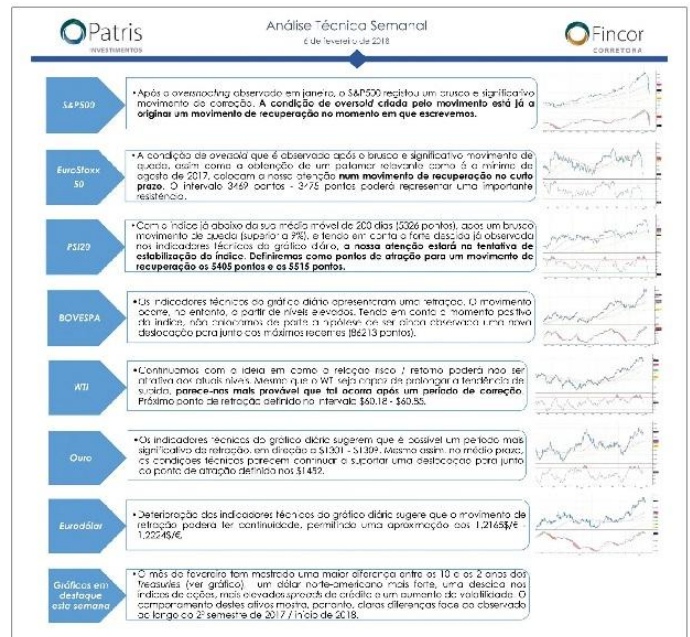 Patris
INVESTIMENTOS
Análise Técnica Semanal
6 de fevereiro de 2018
Fincor
CORRETORA
S&P500
•Após o overshooting observado em janeiro, o S&P500 registou um brusco e significativo
movimento de correção. A condição de oversold criada pelo movimento está já a
originar um movimento de recuperação no momento em que escrevemos.
EuroStoxx
50
•A condição de oversold que é observada após o brusco e significativo movimento de
queda, assim como a obtenção de um patamar relevante como é o mínimo de
agosto de 2017, colocam a nossa atenção num movimento de recuperação no curto
prazo. O intervalo 3469 pontos - 3475 pontos poderá representar uma importante
resistência.
PSI20
•Com o índice já abaixo da sua média móvel de 200 dias (5326 pontos), após um brusco
movimento de queda (superior a 9%), e tendo em conta a forte descida já observada
nos indicadores técnicos do gráfico diário, a nossa atenção estará na tentativa de
estabilização do índice. Definiremos como pontos de atração para um movimento de
recuperação os 5405 pontos e os 5515 pontos.
BOVESPA
•Os indicadores técnicos do gráfico diário apresentaram uma retração. O movimento
ocorre, no entanto, a partir de níveis elevados. Tendo em conta o momento positivo
do índice, não colocamos de parte a hipótese de ser ainda observada uma nova
deslocação para junto dos máximos recentes (86213 pontos).
WTI
•Continuamos com a ideia em como a relação risco / retorno poderá não ser
atrativa aos atuais níveis. Mesmo que o WTI seja capaz de prolongar a tendência de
subida, parece-nos mais provável que tal ocorra após um período de correção.
Próximo ponto de retração definido no intervalo $60.18 - $60.85.
Ouro
•Os indicadores técnicos do gráfico diário sugerem que é possível um período mais
significativo de retração, em direção a $1301 - $1309. Mesmo assim, no médio prazo,
as condições técnicas parecem continuar a suportar uma deslocação para junto
do ponto de atração definido nos $1452.
Eurodólar
•Deterioração dos indicadores técnicos do gráfico diário sugere que o movimento de
retração poderá ter continuidade, permitindo uma aproximação aos 1,2165$/€ -
1,2224$/€.
Gráficos em
destaque
esta semana
•O mês de fevereiro tem mostrado uma maior diferença entre os 10 e os 2 anos dos
Treasuries (ver gráfico), um dólar norte-americano mais forte, uma descida nos
índices de ações, mais elevados spreads de crédito e um aumento da volatilidade. O
comportamento destes ativos mostra, portanto, claras diferenças face ao observado
ao longo do 2º semestre de 2017 / início de 2018.